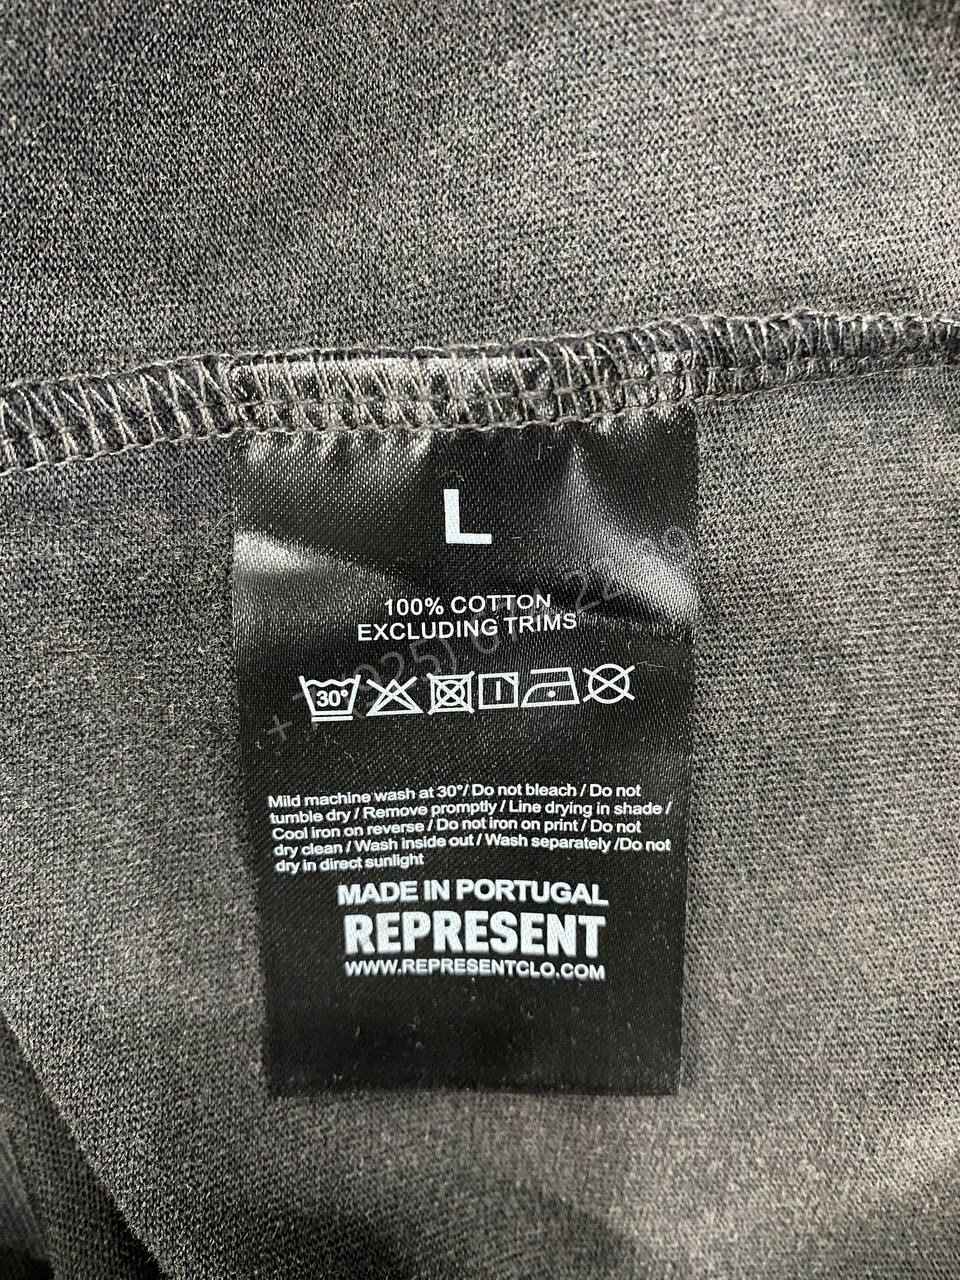 L
100% COTTON
EXCLUDING TRIMS
30°
Mild machine wash at 30°/ Do not bleach / Do not
tumble dry / Remove promptly / Line drying in shade /
Cool iron on reverse / Do not iron on print / Do not
dry clean / Wash inside out / Wash separately /Do not
dry in direct sunlight
MADE IN PORTUGAL
REPRESENT
WWW.REPRESENTCLO.COM